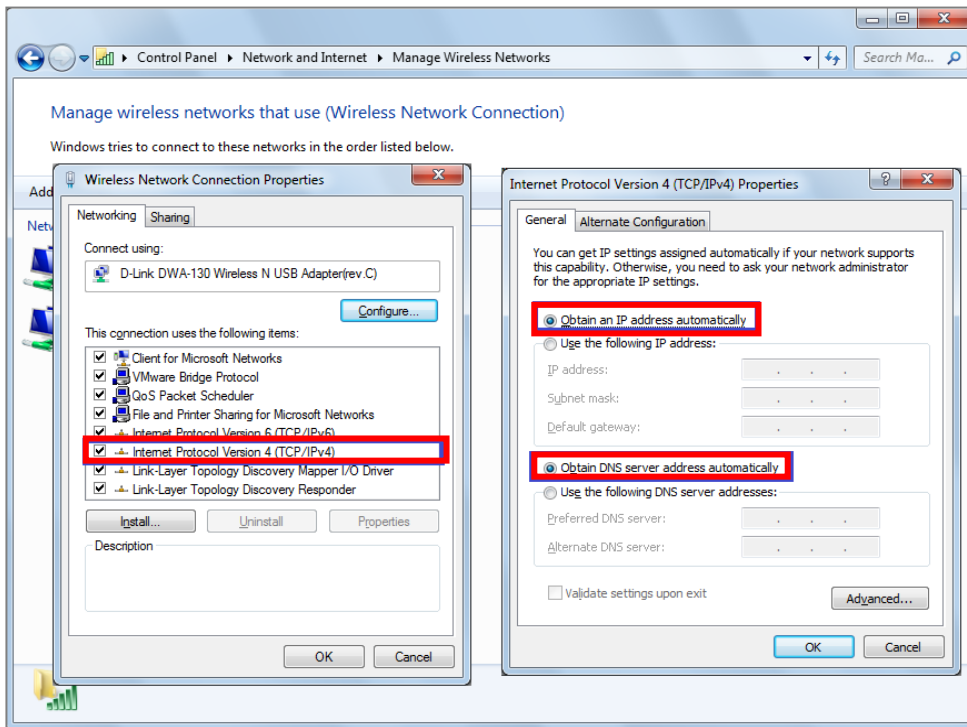 Control Panel
Network and Internet
Manage Wireless Networks
Search Ma...
Manage wireless networks that use (Wireless Network Connection)
Windows tries to connect to these networks in the order listed below.
Add
Netv
Wireless Network Connection Properties
Networking
Sharing
Connect using:
D-Link DWA-130 Wireless N USB Adapter(rev.C)
Configure...
This connection uses the following items:
Client for Microsoft Networks
VMware Bridge Protocol
QoS Packet Scheduler
File and Printer Sharing for Microsoft Networks
Internet Protocol Version 6 (TCP/IPv6)
Internet Protocol Version 4 (TCP/IPv4)
Link-Layer Topology Discovery Mapper I/O Driver
Link-Layer Topology Discovery Responder
Install...
Uninstall
Properties
Description
OK
Cancel
Internet Protocol Version 4 (TCP/IPv4) Properties
General
Alternate Configuration
You can get IP settings assigned automatically if your network supports
this capability. Otherwise, you need to ask your network administrator
for the appropriate IP settings.
Obtain an IP address automatically
Use the following IP address:
IP address:
Subnet mask:
Default gateway:
Obtain DNS server address automatically
Use the following DNS server addresses:
Preferred DNS server:
Alternate DNS server:
Validate settings upon exit
Advanced...
OK
Cancel